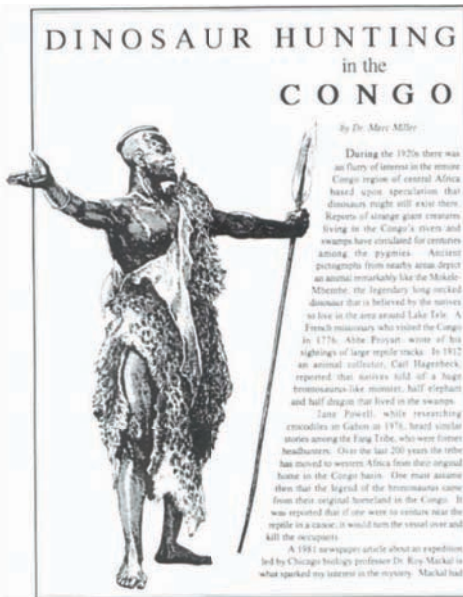 DINOSAUR HUNTING
in the
CONGO
by Dr. Marc Miller
During the 1920s there was
an flurry of interest in the remote
Congo region of central Africa
based upon speculation that
dinosaurs might still exist there.
Reports of strange giant creatures
living in the Congo's rivers and
swamps have circulated for centuries
among the pygmies. Ancient
pictographs from nearby areas depict
an animal remarkably like the Mokele-
Mbembe, the legendary long necked
dinosaur that is believed by the natives
to live in the area around Lake Tele. A
French missionary who visited the Congo
in 1776, Abbe Proyart, wrote of his
sightings of large reptile tracks. In 1912
an animal collector, Carl Hagenbeck,
reported that natives told of a huge
brontosaurus-like monster, half elephant
and half dragon that lived in the swamps.
Jane Powell, while researching
crocodiles in Gabon in 1976, heard similar
stories among the Fang Tribe, who were former
headhunters. Over the last 200 years the tribe
has moved to western Africa from their original
home in the Congo basin. One must assume
then that the legend of the brontosaurus came
from their original homeland in the Congo. It
was reported that if one were to venture near the
reptile in a canoe, it would turn the vessel over and
kill the occupants.
A 1981 newspaper article about an expedition
led by Chicago biology professor Dr. Roy Mackal is
what sparked my interest in the mystery. Mackal had